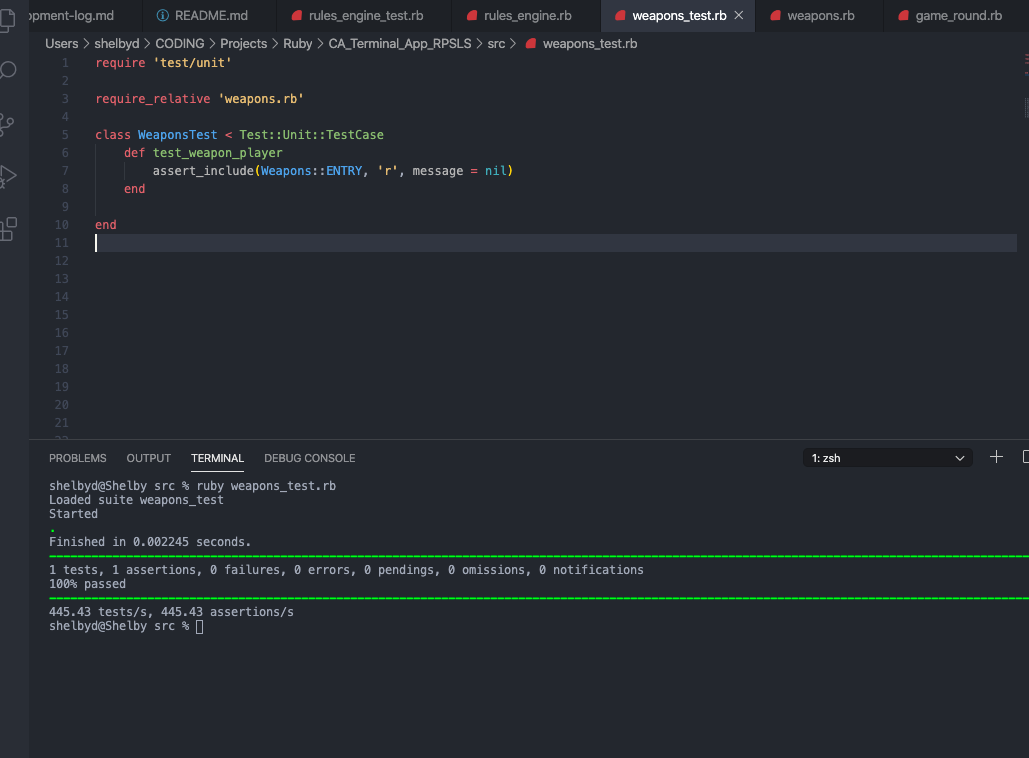 opment-log.md README.md rules_engine_test.rb rules_engine.rb weapons_test.rb weapons.rb game_round.rb
Users > shelbyd > CODING > Projects > Ruby > CA_Terminal_App_RPSLS > src > weapons_test.rb
1 require 'test/unit'
2
3 require_relative 'weapons.rb'
4
5 class WeaponsTest < Test::Unit::TestCase
6 def test_weapon_player
7 assert_include(Weapons::ENTRY, 'r', message = nil)
8 end
9
10 end
11
12
13
14
15
16
17
18
19
20
21
PROBLEMS OUTPUT TERMINAL DEBUG CONSOLE 1: zsh
shelbyd@Shelby src % ruby weapons_test.rb
Loaded suite weapons_test
Started
.
Finished in 0.002245 seconds.
1 tests, 1 assertions, 0 failures, 0 errors, 0 pendings, 0 omissions, 0 notifications
100% passed
445.43 tests/s, 445.43 assertions/s
shelbyd@Shelby src %